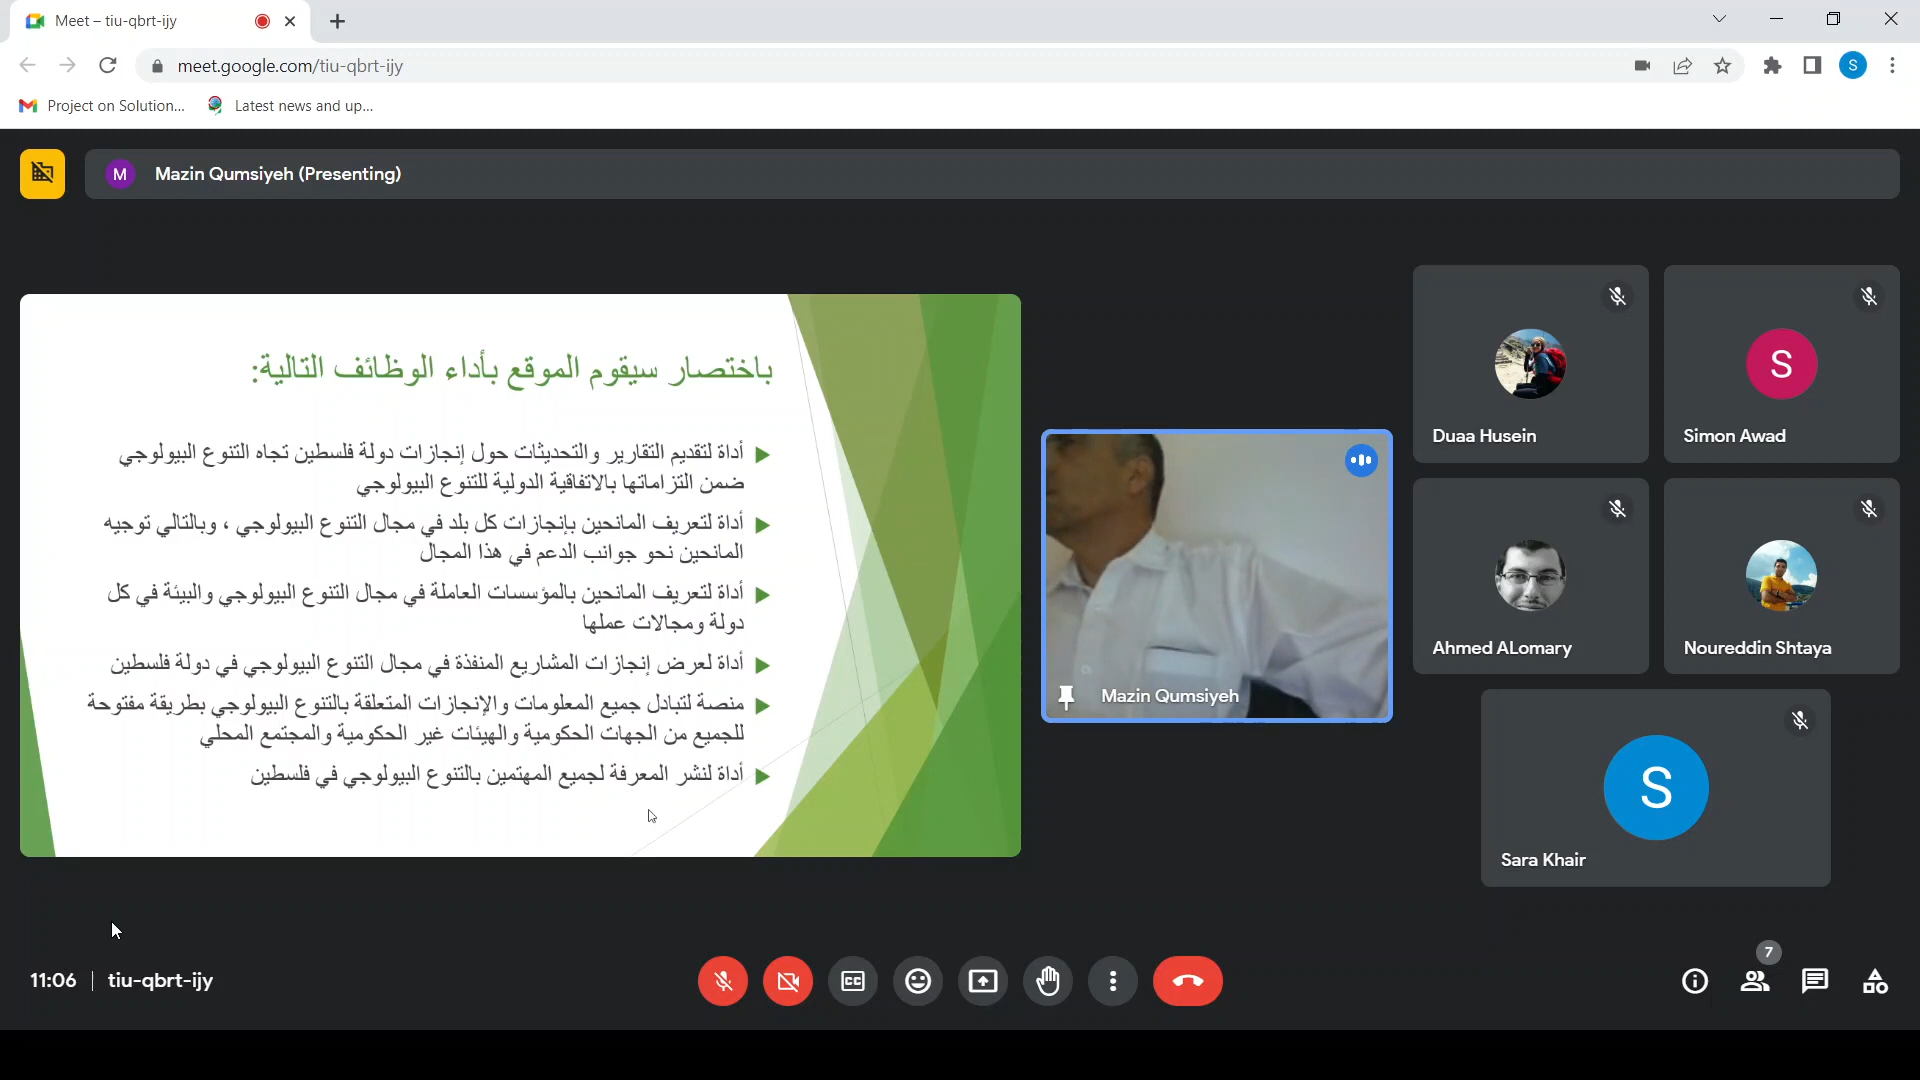 Meet – tiu-qbrt-ijy
meet.google.com/tiu-qbrt-ijy
S
Project on Solution...
Latest news and up...
M
Mazin Qumsiyeh (Presenting)
باختصار سيقوم الموقع بأداء الوظائف التالية:
أداة لتقديم التقارير والتحديثات حول إنجازات دولة فلسطين تجاه التنوع البيولوجي
ضمن التزاماتها بالاتفاقية الدولية للتنوع البيولوجي
أداة لتعريف المانحين بإنجازات كل بلد في مجال التنوع البيولوجي ، وبالتالي توجيه
المانحين نحو جوانب الدعم في هذا المجال
أداة لتعريف المانحين بالمؤسسات العاملة في مجال التنوع البيولوجي والبيئة في كل
دولة ومجالات عملها
أداة لعرض إنجازات المشاريع المنفذة في مجال التنوع البيولوجي في دولة فلسطين
منصة لتبادل جميع المعلومات والإنجازات المتعلقة بالتنوع البيولوجي بطريقة مفتوحة
للجميع من الجهات الحكومية والهيئات غير الحكومية والمجتمع المحلي
أداة لنشر المعرفة لجميع المهتمين بالتنوع البيولوجي في فلسطين
Mazin Qumsiyeh
Duaa Husein
S
Simon Awad
Ahmed ALomary
Noureddin Shtaya
S
Sara Khair
11:06
tiu-qbrt-ijy
CC
7